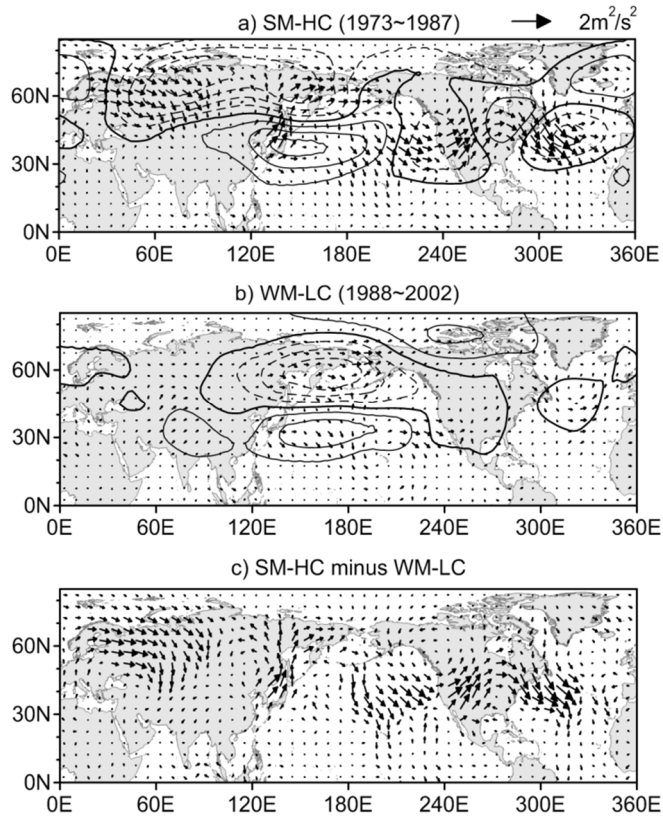 a) SM-HC (1973~1987) 2m²/s²
60N
30N
0N
0E 60E 120E 180E 240E 300E 360E
b) WM-LC (1988~2002)
60N
30N
0N
0E 60E 120E 180E 240E 300E 360E
c) SM-HC minus WM-LC
60N
30N
0N
0E 60E 120E 180E 240E 300E 360E